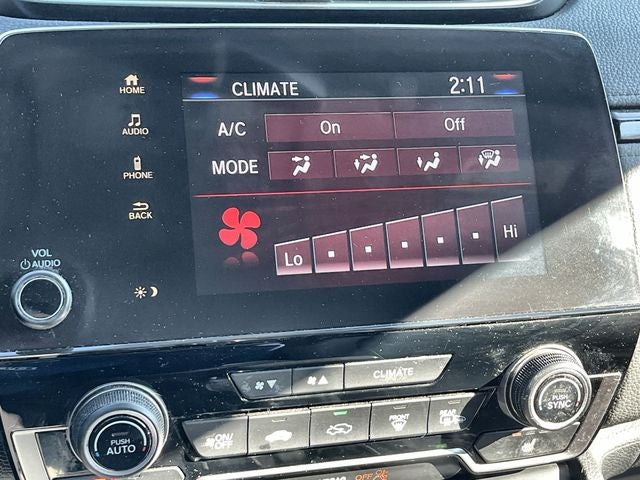 CLIMATE 2:11
HOME
A/C On Off
AUDIO
MODE
PHONE
BACK
Lo Hi
VOL
AUDIO
CLIMATE
PUSH
SYNC
ON/
OFF
FRONT
REAR
PUSH
AUTO
OFF